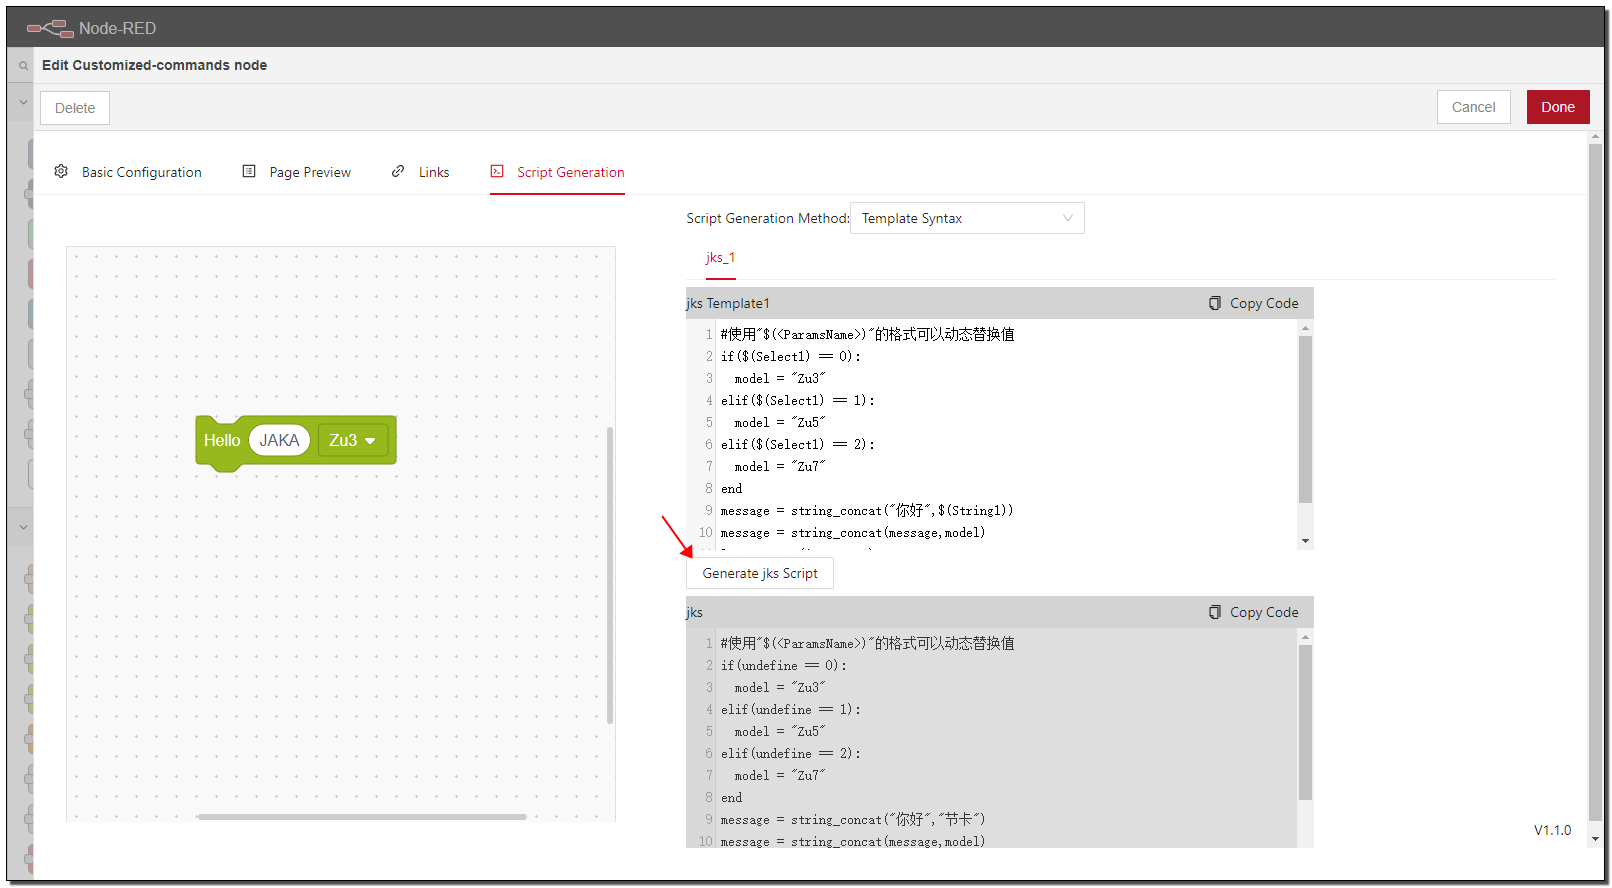 Node-RED
Edit Customized-commands node
Delete
Cancel
Done
Basic Configuration
Page Preview
Links
Script Generation
Script Generation Method:
Template Syntax
jks_1
jks Template1
Copy Code
1 #使用"$(<ParamsName>)"的格式可以动态替换值
2 if($(Select1) == 0):
3 model = "Zu3"
4 elif($(Select1) == 1):
5 model = "Zu5"
6 elif($(Select1) == 2):
7 model = "Zu7"
8 end
9 message = string_concat("你好",$(String1))
10 message = string_concat(message,model)
Hello JAKA Zu3
Generate jks Script
jks
Copy Code
1 #使用"$(<ParamsName>)"的格式可以动态替换值
2 if(undefine == 0):
3 model = "Zu3"
4 elif(undefine == 1):
5 model = "Zu5"
6 elif(undefine == 2):
7 model = "Zu7"
8 end
9 message = string_concat("你好","节卡")
10 message = string_concat(message,model)
V1.1.0